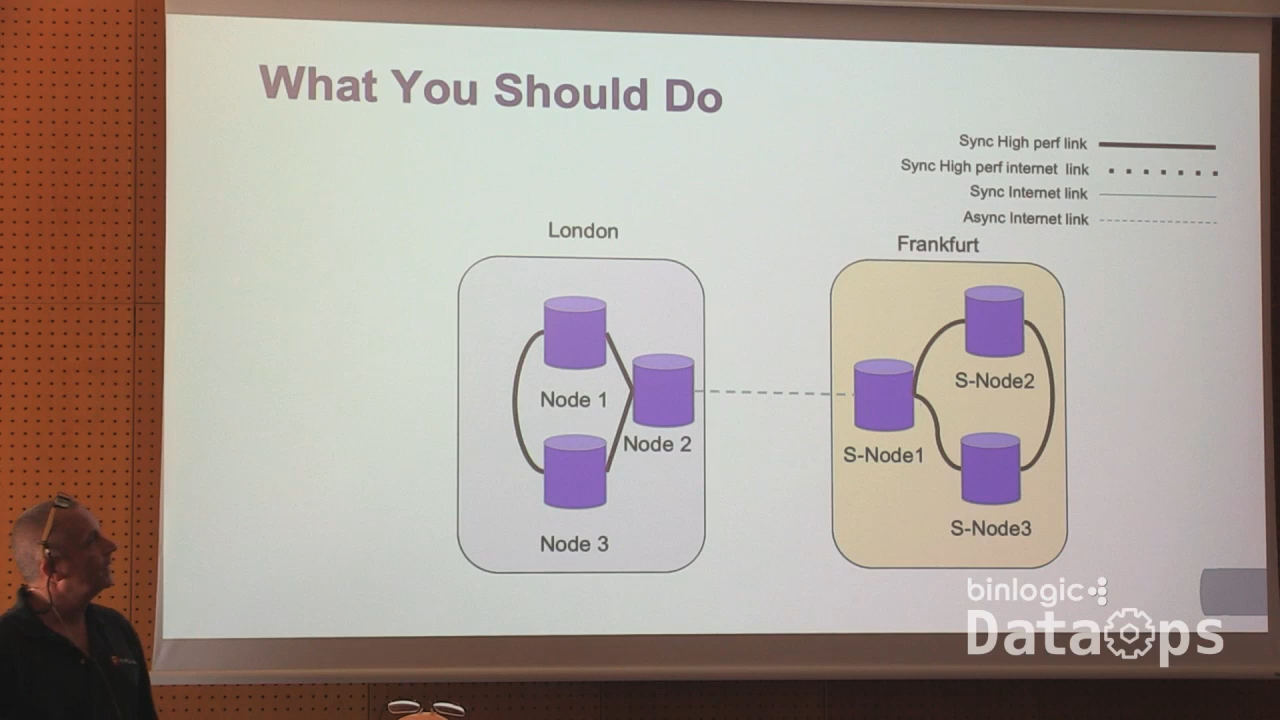 What You Should Do
Sync High perf link
Sync High perf internet link
Sync Internet link
Async Internet link
London
Frankfurt
Node 1
Node 2
Node 3
S-Node2
S-Node1
S-Node3
binlogic
DataOps